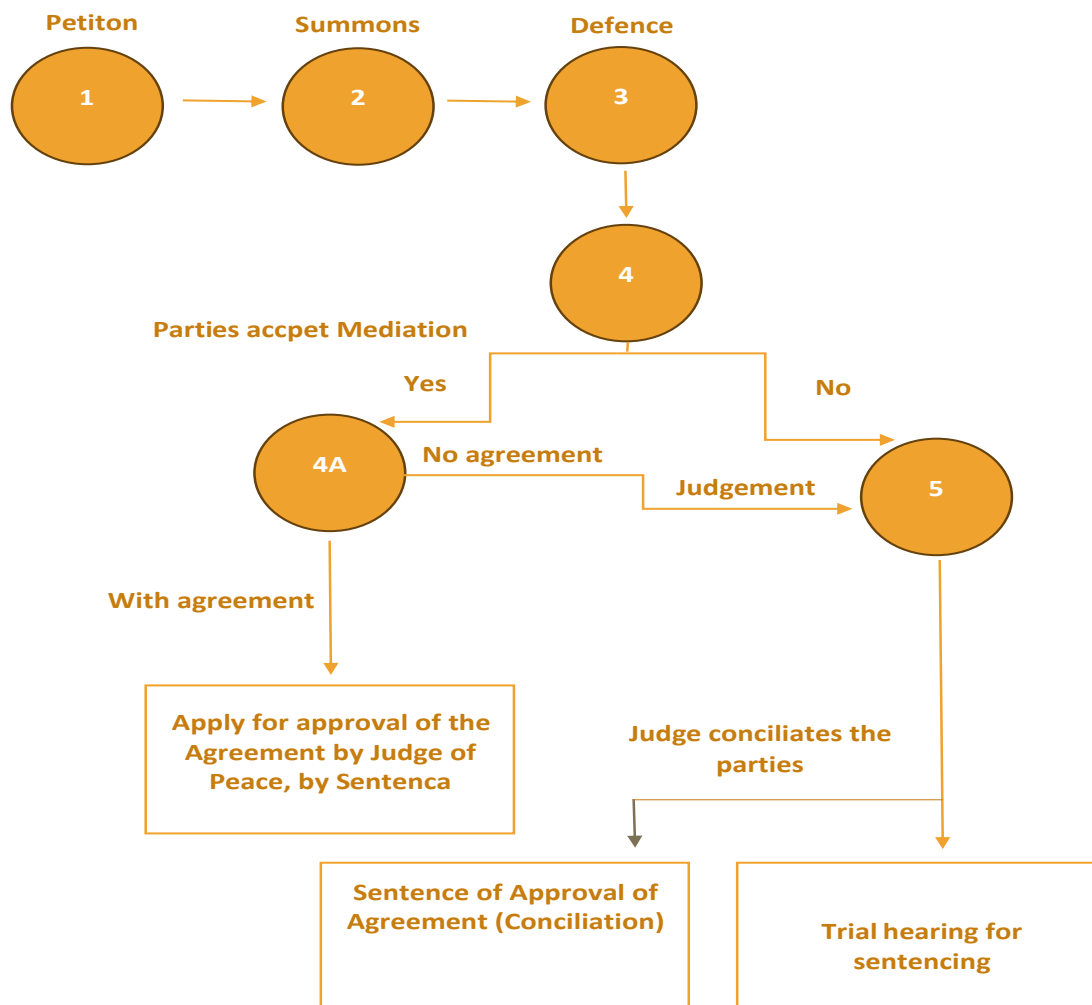 Petiton
Summons
Defence
1
2
3
4
Parties accpet Mediation
Yes
No
4A
No agreement
Judgement
5
With agreement
Apply for approval of the
Agreement by Judge of
Peace, by Sentenca
Judge conciliates the
parties
Sentence of Approval of
Agreement (Conciliation)
Trial hearing for
sentencing